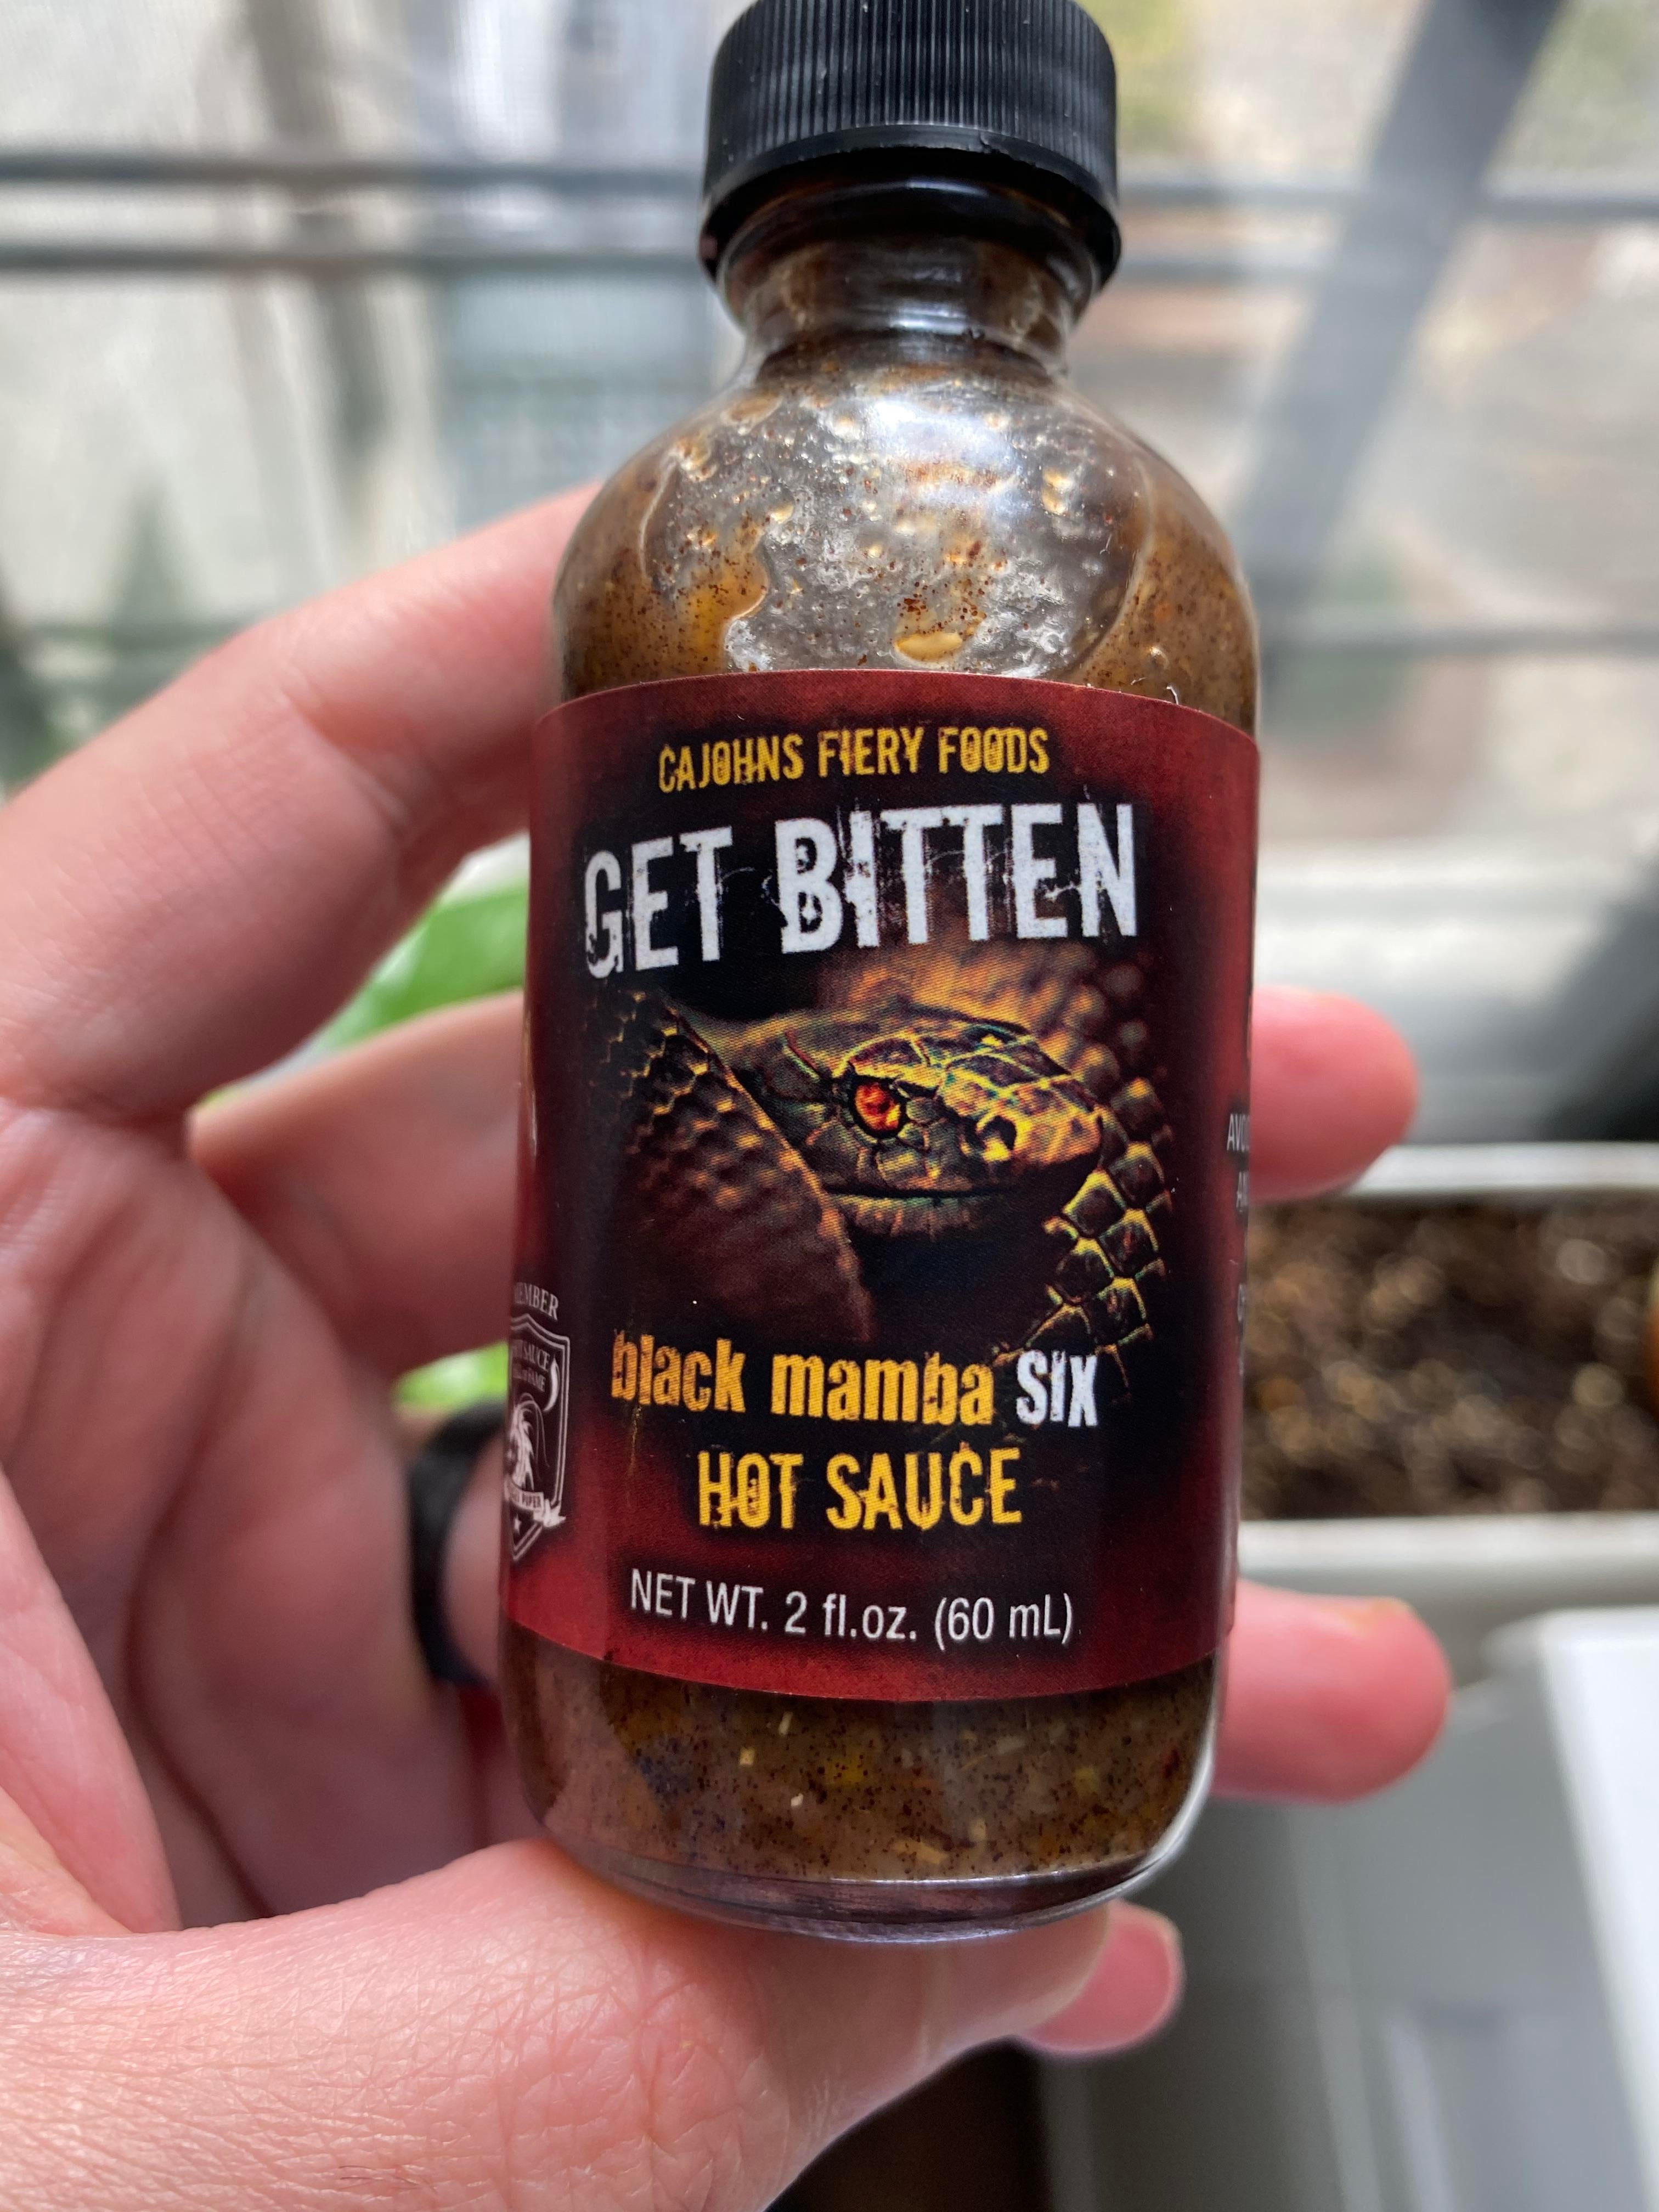 CAJOHNS FIERY FOODS
GET BITTEN
black mamba SIX
HOT SAUCE
NET WT. 2 fl.oz. (60 mL)